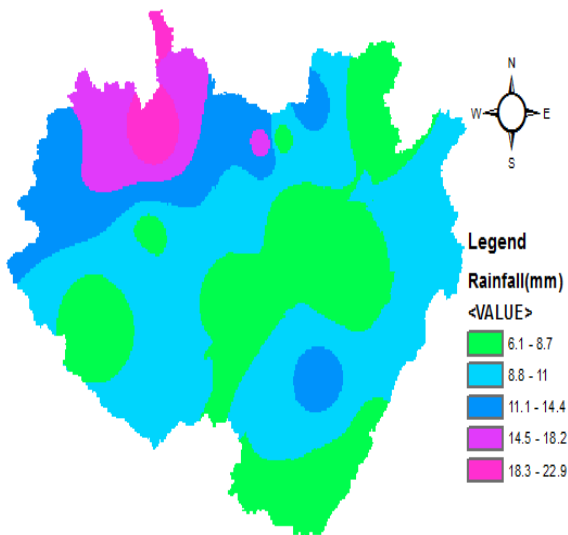 N
W E
S
Legend
Rainfall(mm)
<VALUE>
6.1 - 8.7
8.8 - 11
11.1 - 14.4
14.5 - 18.2
18.3 - 22.9